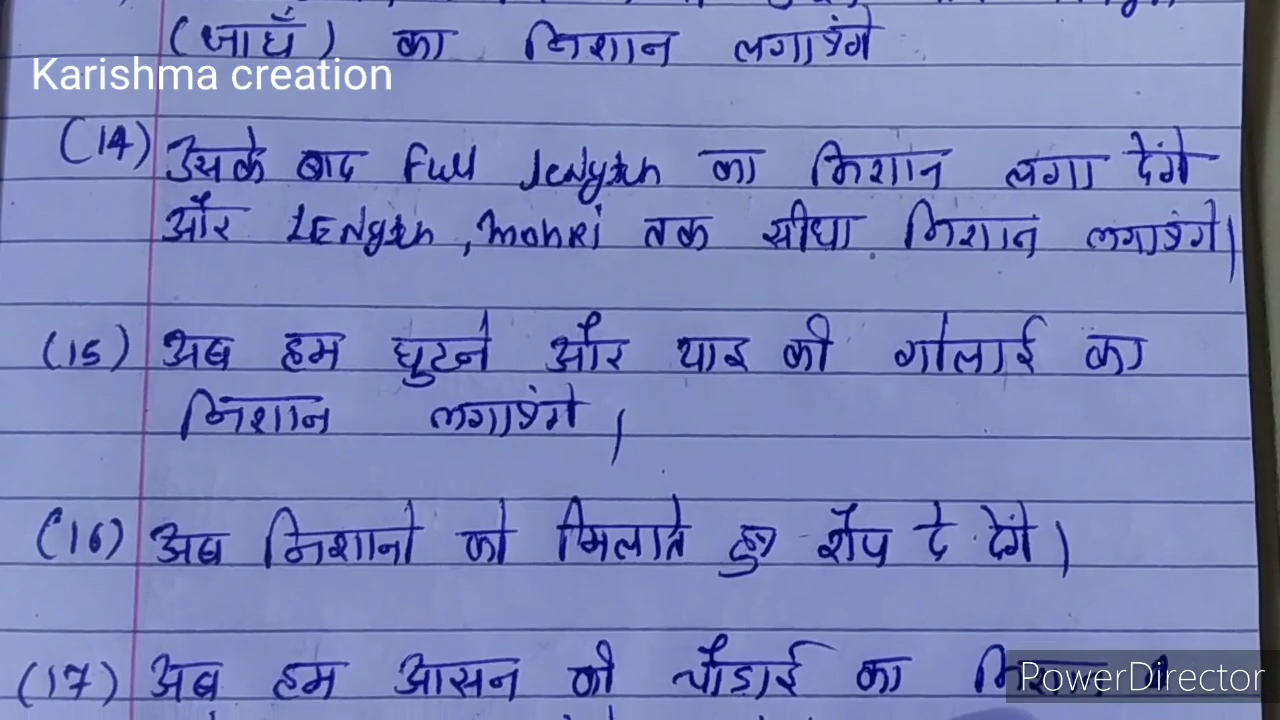 (जाघँ) का निशान लगाऐंगे
Karishma creation
(14) उसके बाद Full lengthh का निशान लगा देंगे
और LENgth, mohRi तक सीधा निशान लगाऐंगे।
(15) अब हम घुटने और थाइ की गोलाई का
निशान लगाऐंगे।
(16) अब निशानो को मिलाते हुए शेप दे देंगे।
(17) अब हम आसन की चौडाई का
PowerDirector